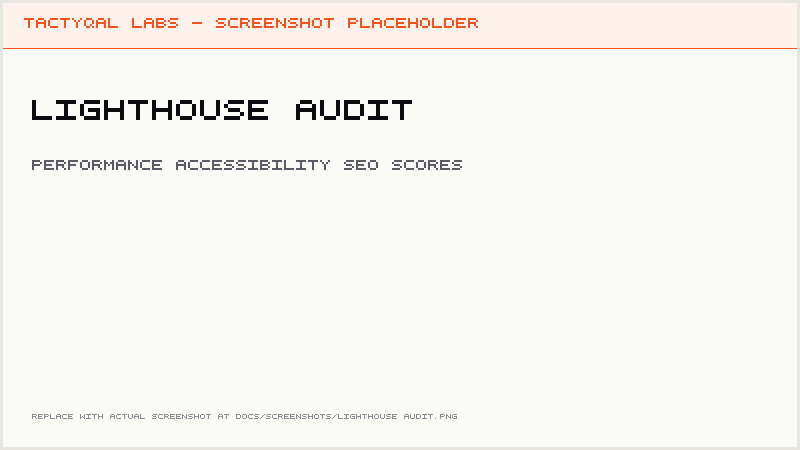 TACTYQAL LABS – SCREENSHOT PLACEHOLDER
LIGHTHOUSE AUDIT
PERFORMANCE ACCESSIBILITY SEO SCORES
REPLACE WITH ACTUAL SCREENSHOT AT DOCS/SCREENSHOTS/LIGHTHOUSE AUDIT.PNG